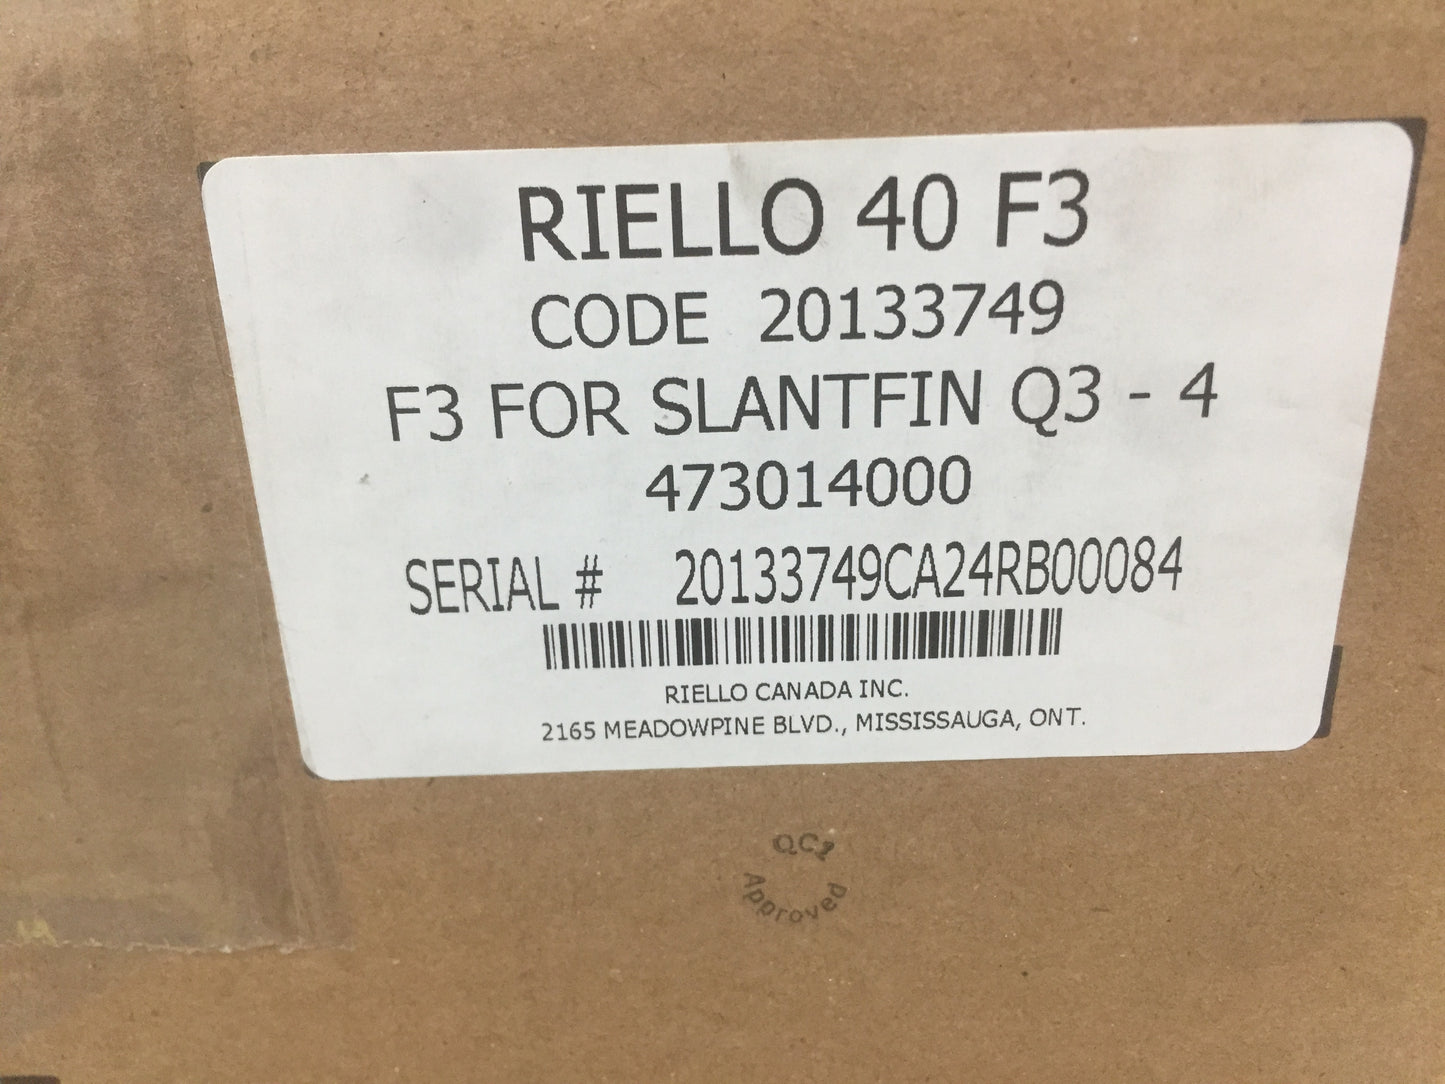 RIELLO 40 F3
CODE 20133749
F3 FOR SLANTFIN Q3 - 4
473014000
SERIAL # 20133749CA24RB00084
RIELLO CANADA INC.
2165 MEADOWPINE BLVD., MISSISSAUGA, ONT.
QC1
Approved